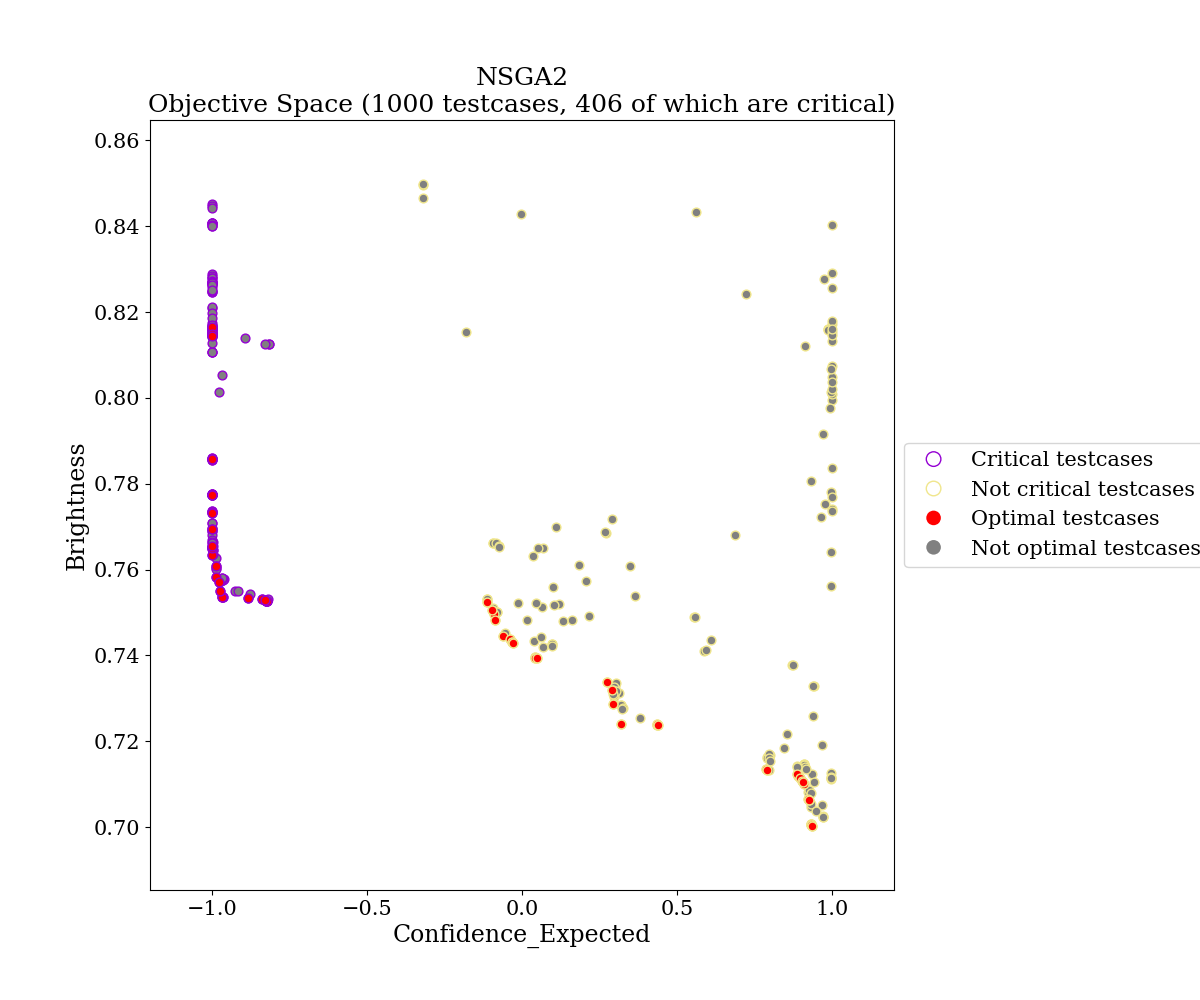 NSGA2
Objective Space (1000 testcases, 406 of which are critical)
0.86
0.84
0.82
0.80
0.78
0.76
0.74
0.72
0.70
Brightness
−1.0
−0.5
0.0
0.5
1.0
Confidence_Expected
Critical testcases
Not critical testcases
Optimal testcases
Not optimal testcases